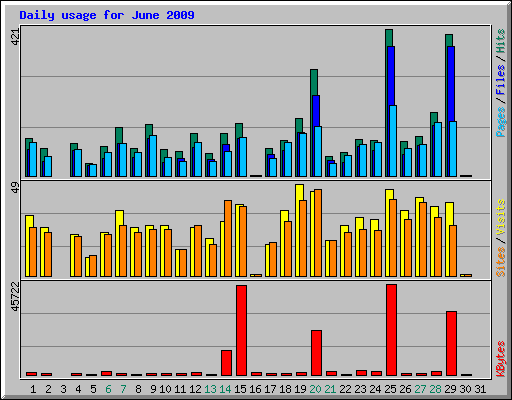 Daily usage for June 2009
421
Pages/Files/Hits
49
Sites/Visits
45722
KBytes
1 2 3 4 5 6 7 8 9 10 11 12 13 14 15 16 17 18 19 20 21 22 23 24 25 26 27 28 29 30 31